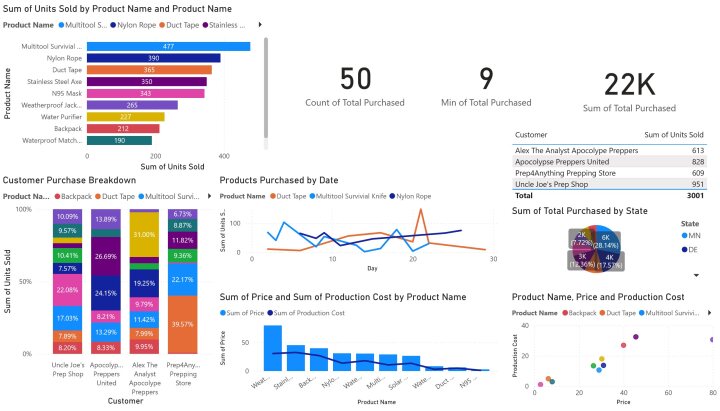 Sum of Units Sold by Product Name and Product Name
Product Name Multitool S... Nylon Rope Duct Tape Stainless ...
Product Name
Multitool Survivial ... 477
Nylon Rope 390
Duct Tape 365
Stainless Steel Axe 350
N95 Mask 343
Weatherproof Jack... 265
Water Purifier 227
Backpack 212
Waterproof Match... 190
0 200 400
Sum of Units Sold
50
Count of Total Purchased
9
Min of Total Purchased
22K
Sum of Total Purchased
Customer Sum of Units Sold
Alex The Analyst Apocolype Preppers 613
Apocolypse Preppers United 828
Prep4Anything Prepping Store 609
Uncle Joe's Prep Shop 951
Total 3001
Customer Purchase Breakdown
Product Na... Backpack Duct Tape Multitool Survi...
Sum of Units Sold
100%
50%
0%
10.09%
9.57%
10.41%
7.57%
22.08%
17.03%
7.89%
8.20%
13.89%
26.69%
24.15%
8.21%
13.29%
8.33%
31.00%
19.25%
9.79%
11.42%
7.99%
9.95%
6.73%
8.87%
11.82%
9.36%
22.17%
39.57%
Uncle Joe's
Prep Shop
Apocolyp...
Preppers
United
Alex The
Analyst
Apocolype
Preppers
Prep4Any...
Prepping
Store
Customer
Products Purchased by Date
Product Name Duct Tape Multitool Survivial Knife Nylon Rope
Sum of Units S...
100
0
0 10 20 30
Day
Sum of Total Purchased by State
2K
(7.72%)
6K
(28.14%)
3K
(12.36%)
4K
(17.57%)
State
MN
DE
Sum of Price and Sum of Production Cost by Product Name
Sum of Price Sum of Production Cost
Sum of Price
50
0
Weat...
Stainl...
Back...
Nylo...
Wate...
Multi...
Solar ...
Wate...
Duct ...
N95 ...
Product Name
Product Name, Price and Production Cost
Product Name Backpack Duct Tape Multitool Survivi...
Production Cost
20
0
0 20 40 60 80
Price